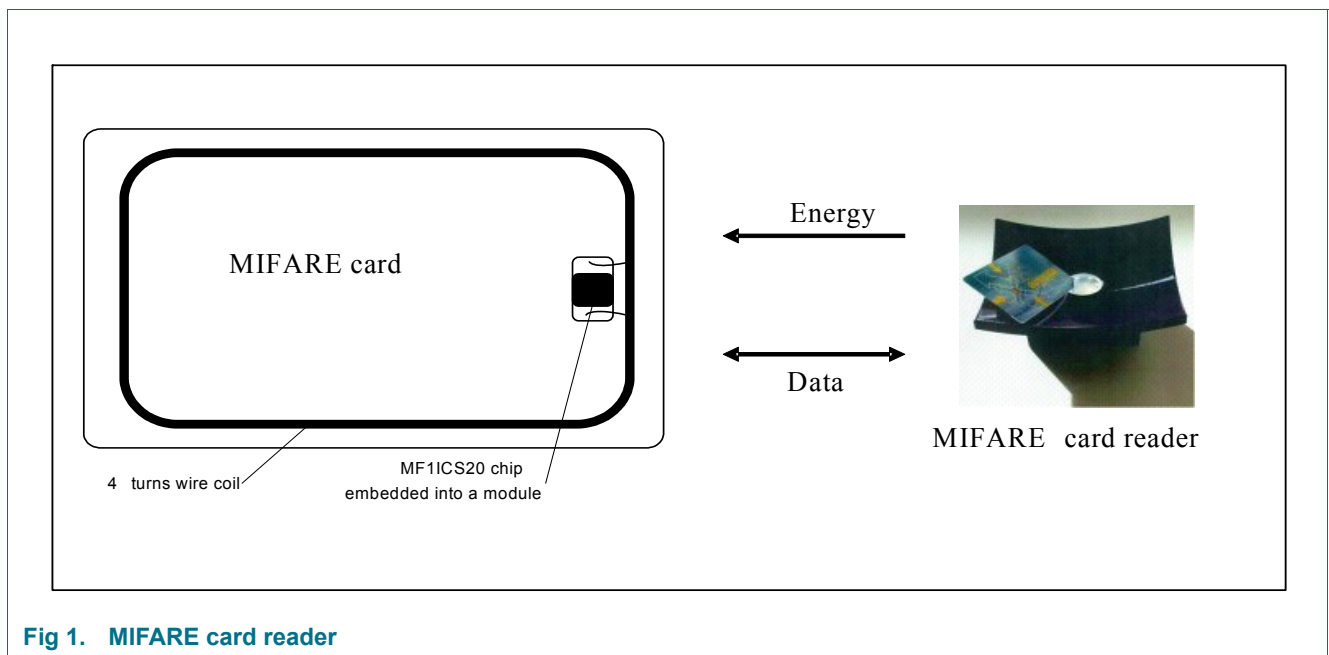 MIFARE card
Energy
Data
MIFARE card reader
4 turns wire coil
MF1ICS20 chip
embedded into a module
Fig 1. MIFARE card reader